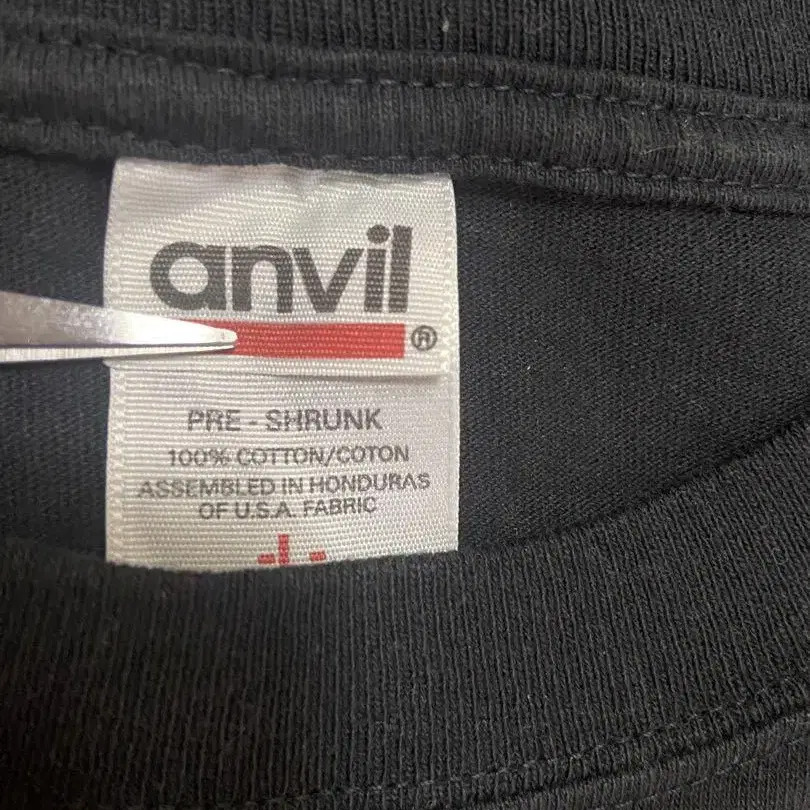 anvil
®
PRE - SHRUNK
100% COTTON/COTON
ASSEMBLED IN HONDURAS
OF U.S.A. FABRIC